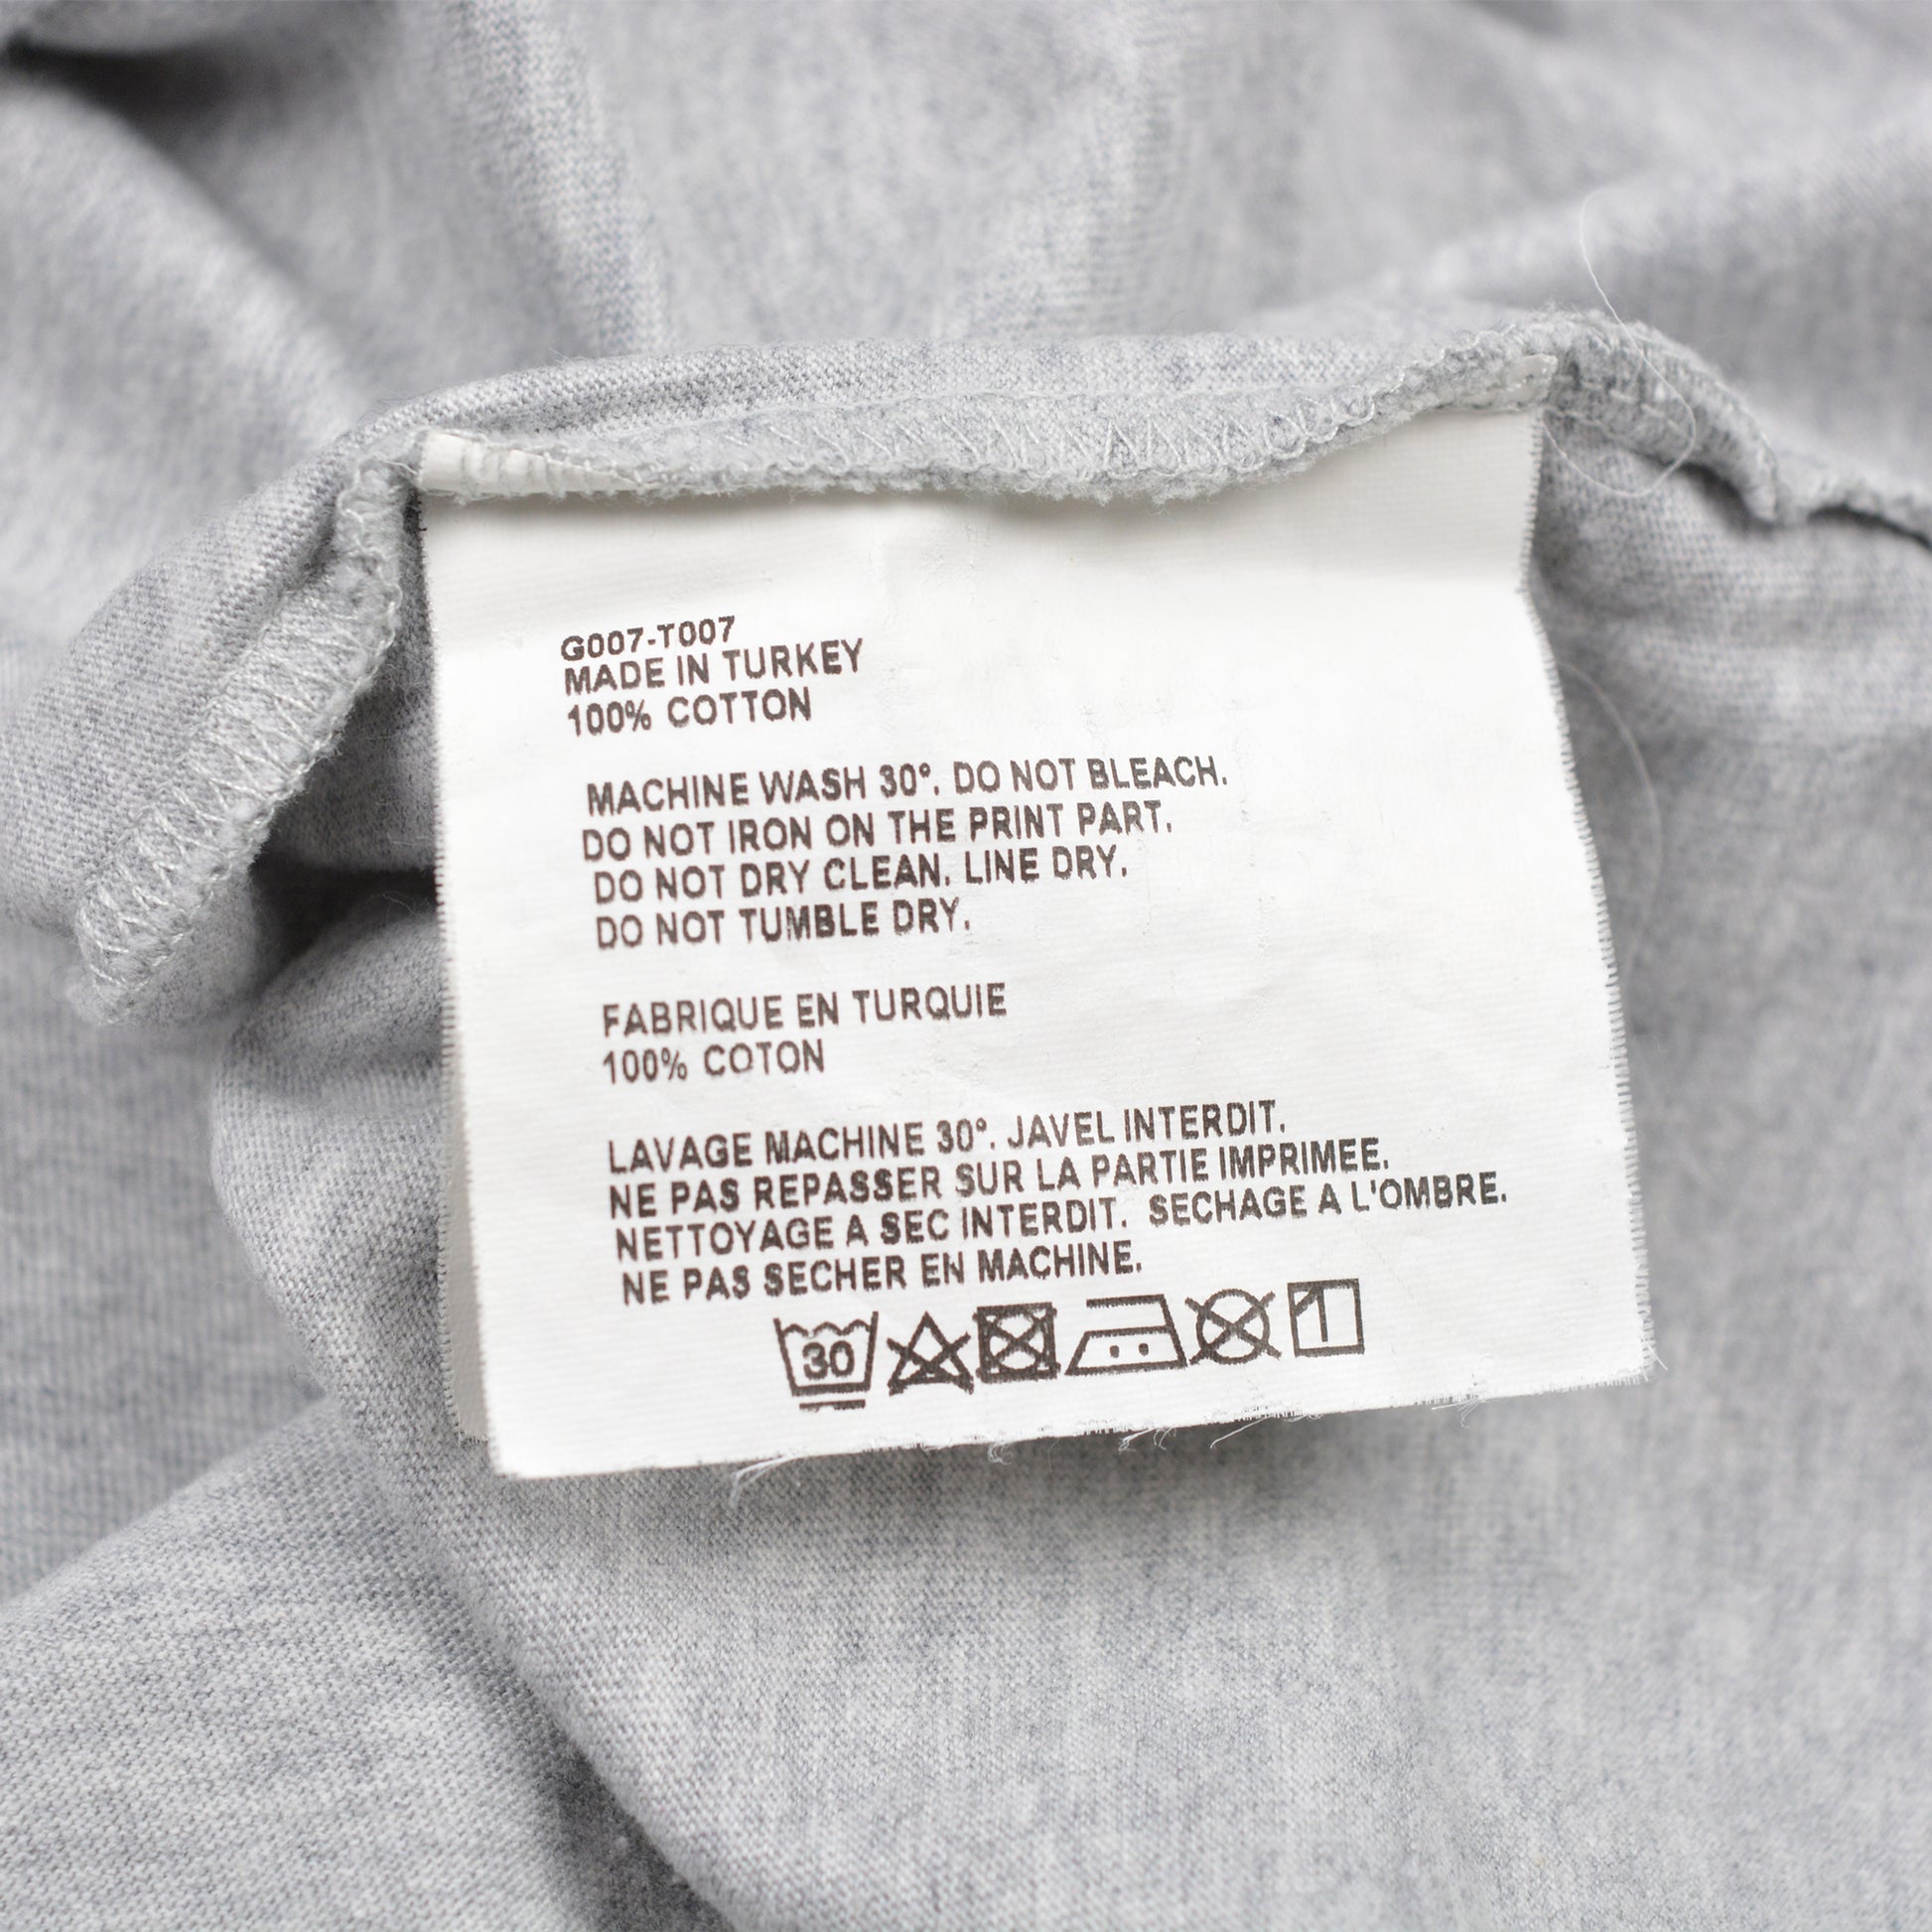 G007-T007
MADE IN TURKEY
100% COTTON
MACHINE WASH 30°. DO NOT BLEACH.
DO NOT IRON ON THE PRINT PART.
DO NOT DRY CLEAN. LINE DRY.
DO NOT TUMBLE DRY.
FABRIQUE EN TURQUIE
100% COTON
LAVAGE MACHINE 30°. JAVEL INTERDIT.
NE PAS REPASSER SUR LA PARTIE IMPRIMEE.
NETTOYAGE A SEC INTERDIT. SECHAGE A L'OMBRE.
NE PAS SECHER EN MACHINE.
30